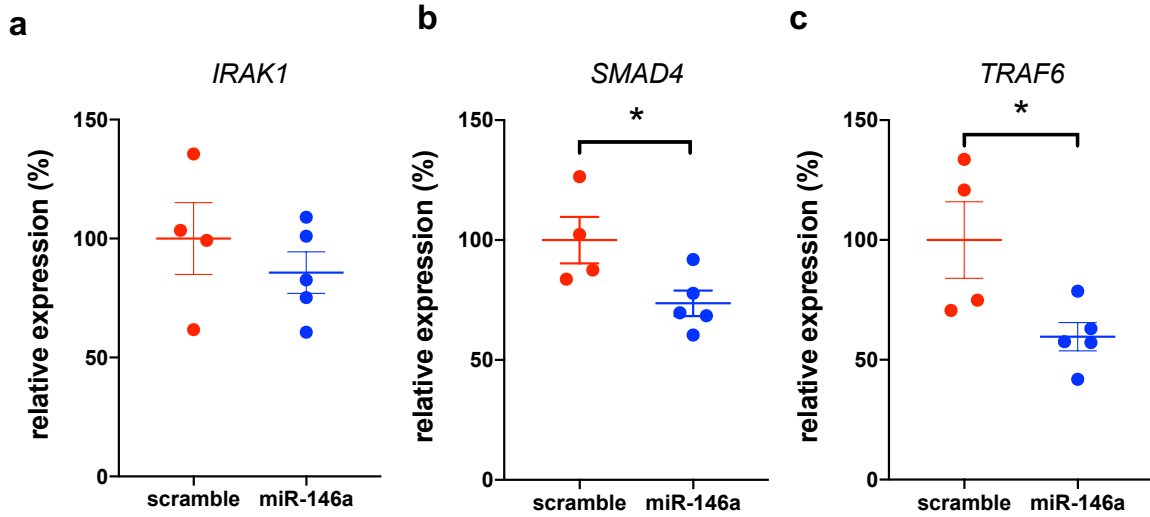 a
IRAK1
relative expression (%)
150
100
50
0
scramble miR-146a
b
SMAD4
*
relative expression (%)
150
100
50
0
scramble miR-146a
c
TRAF6
*
relative expression (%)
150
100
50
0
scramble miR-146a